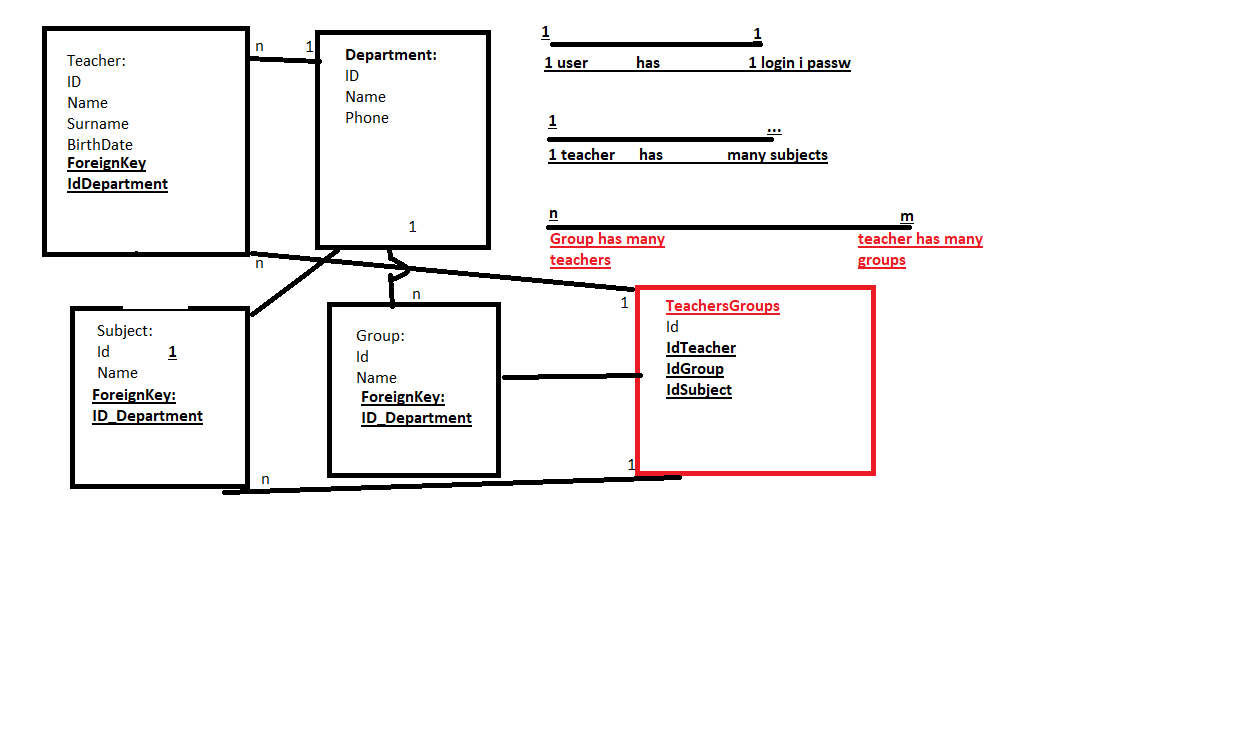 Teacher:
ID
Name
Surname
BirthDate
ForeignKey
IdDepartment
n
1
Department:
ID
Name
Phone
1
1
1
1 user has 1 login i passw
1
...
1 teacher has many subjects
n
m
Group has many
teachers
teacher has many
groups
n
n
1
Subject:
Id 1
Name
ForeignKey:
ID_Department
Group:
Id
Name
ForeignKey:
ID_Department
TeachersGroups
Id
IdTeacher
IdGroup
IdSubject
n
1